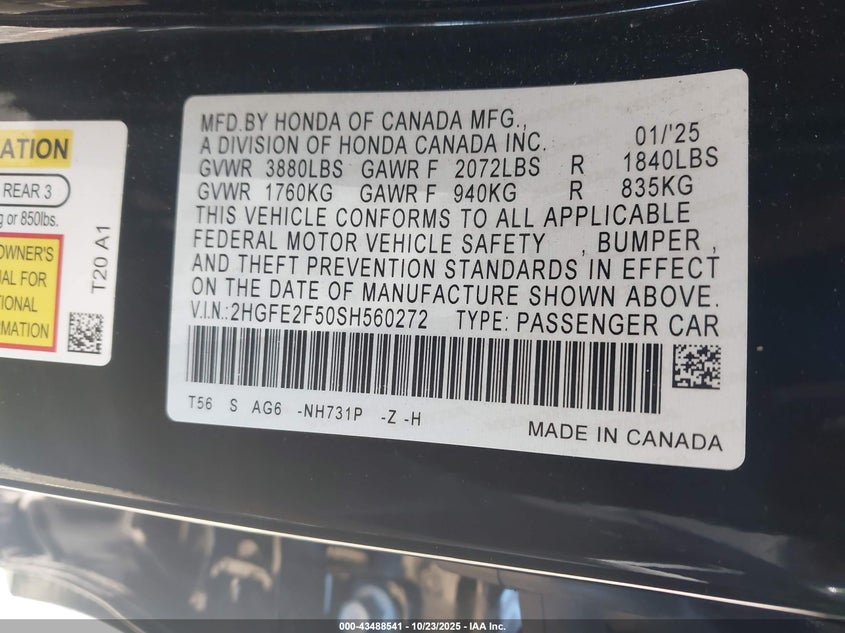 ATION
REAR 3
g or 850lbs.
OWNER'S
UAL FOR
TIONAL
ORMATION
T20 A1
MFD.BY HONDA OF CANADA MFG.,
A DIVISION OF HONDA CANADA INC. 01/'25
GVWR 3880LBS GAWR F 2072LBS R 1840LBS
GVWR 1760KG GAWR F 940KG R 835KG
THIS VEHICLE CONFORMS TO ALL APPLICABLE
FEDERAL MOTOR VEHICLE SAFETY , BUMPER ,
AND THEFT PREVENTION STANDARDS IN EFFECT
ON THE DATE OF MANUFACTURE SHOWN ABOVE.
V.I.N.:2HGFE2F50SH560272 TYPE: PASSENGER CAR
T56 S AG6 -NH731P -Z -H
MADE IN CANADA
000-43488541 - 10/23/2025 - IAA Inc.